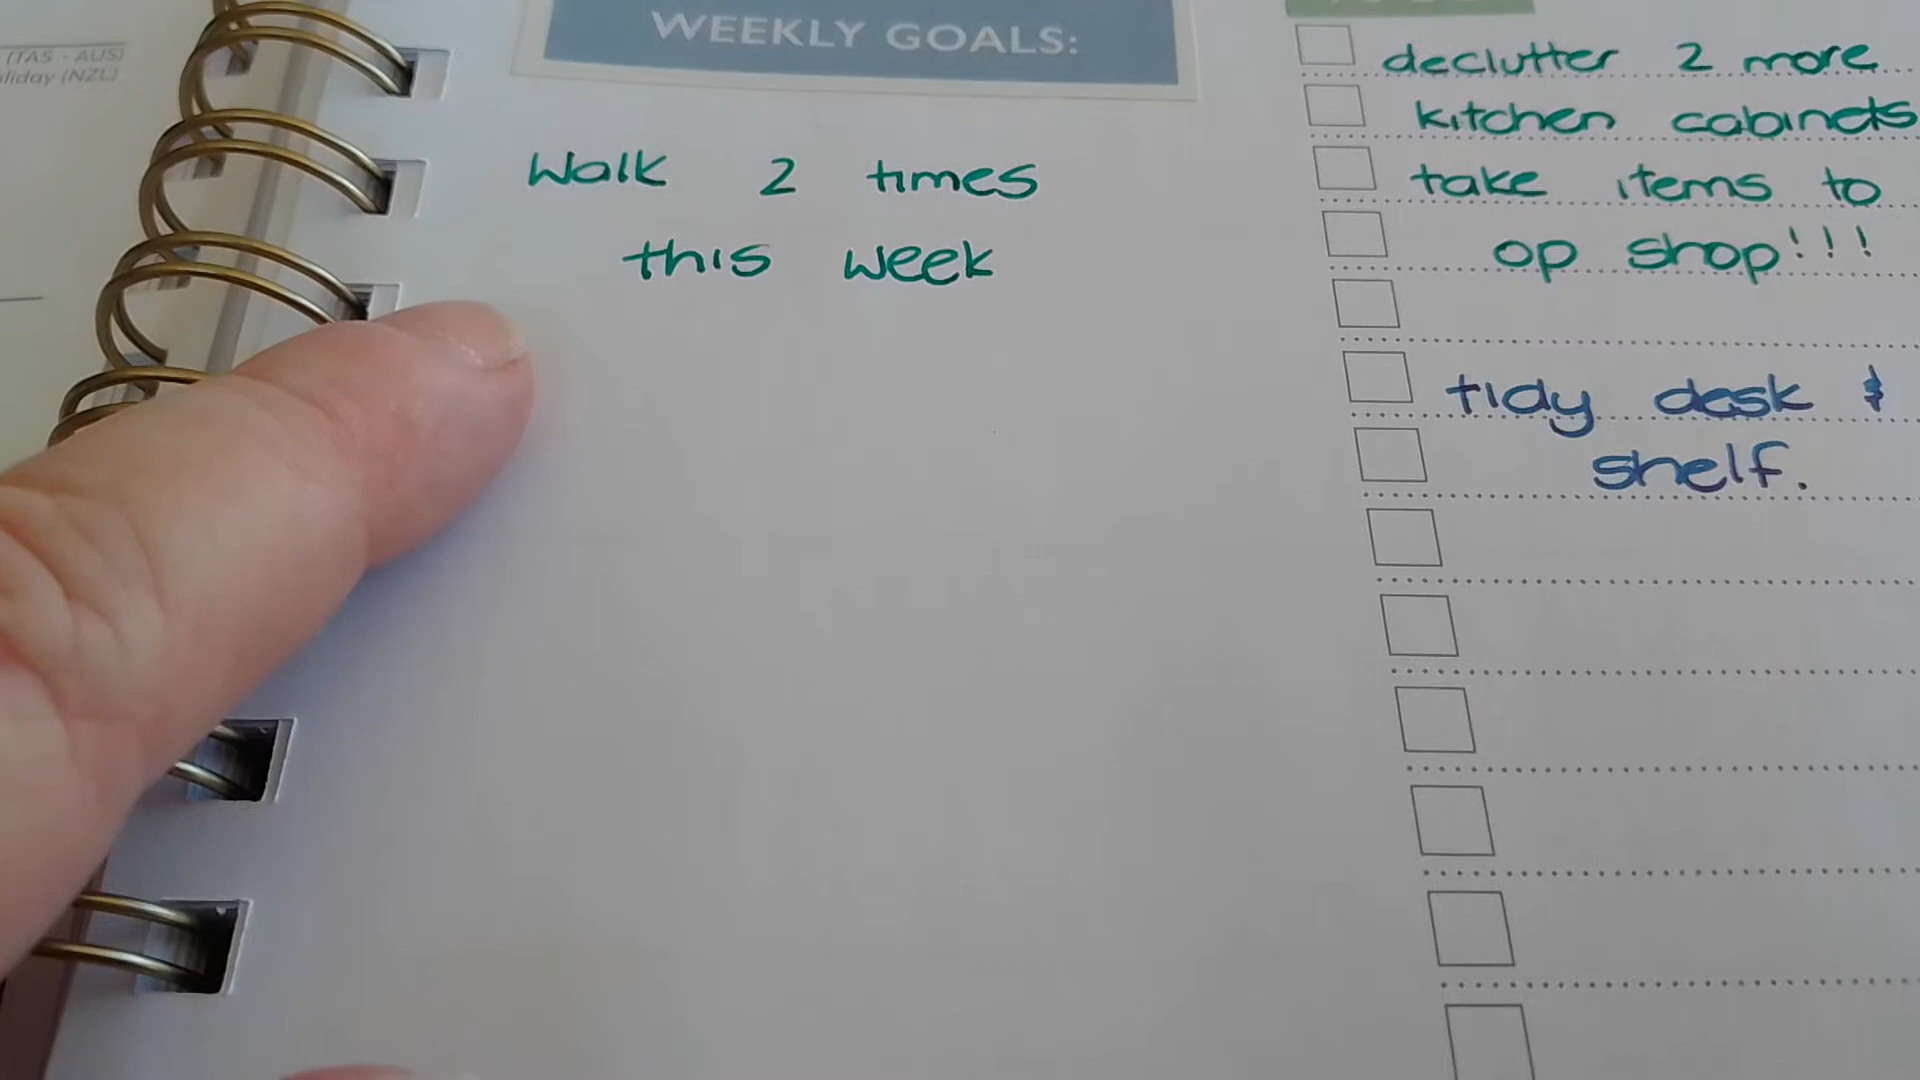 (TAS - AUS)
(NZL)
WEEKLY GOALS:
Walk 2 times
this week
declutter 2 more
kitchen cabinets
take items to
op shop!!!
tidy desk &
shelf.